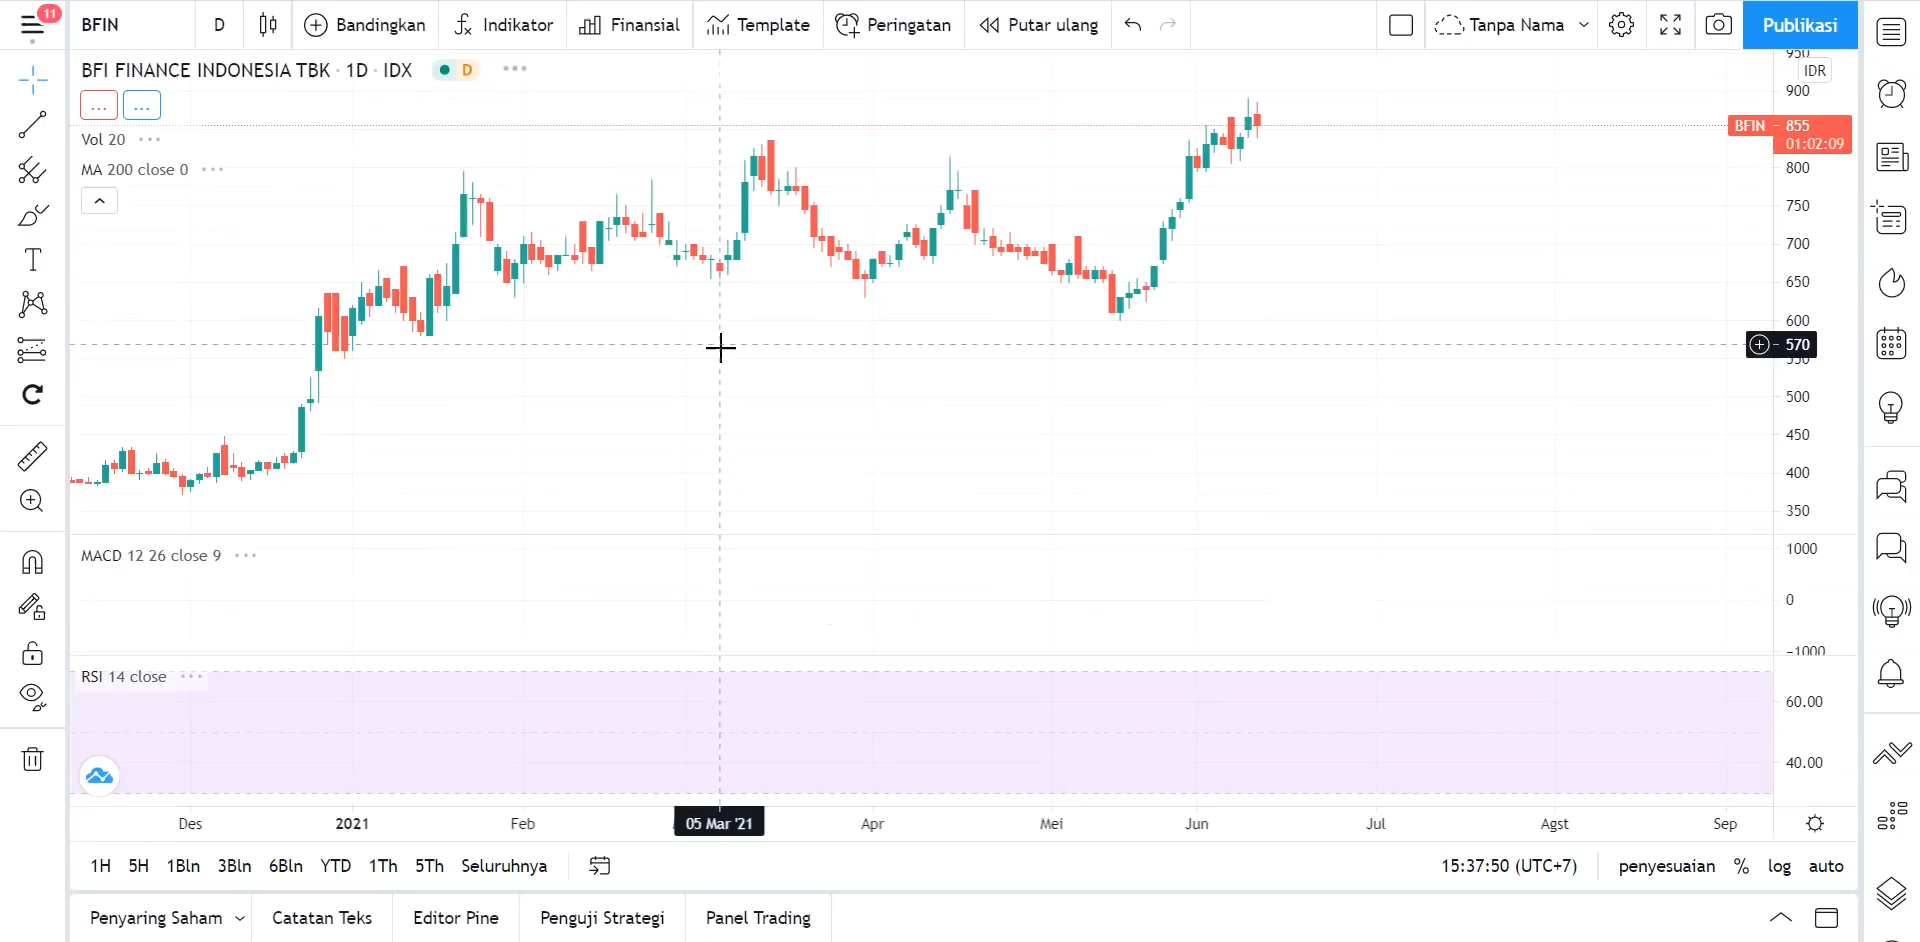 11
BFIN
D
Bandingkan
Indikator
Finansial
Template
Peringatan
Putar ulang
Tanpa Nama
Publikasi
BFI FINANCE INDONESIA TBK · 1D · IDX
D
IDR
Vol 20
MA 200 close 0
950
900
BFIN 855
01:02:09
800
750
700
650
600
570
550
500
450
400
350
MACD 12 26 close 9
1000
0
−1000
RSI 14 close
60.00
40.00
Des 2021 Feb 05 Mar '21 Apr Mei Jun Jul Agst Sep
1H 5H 1Bln 3Bln 6Bln YTD 1Th 5Th Seluruhnya
15:37:50 (UTC+7) penyesuaian % log auto
Penyaring Saham Catatan Teks Editor Pine Penguji Strategi Panel Trading